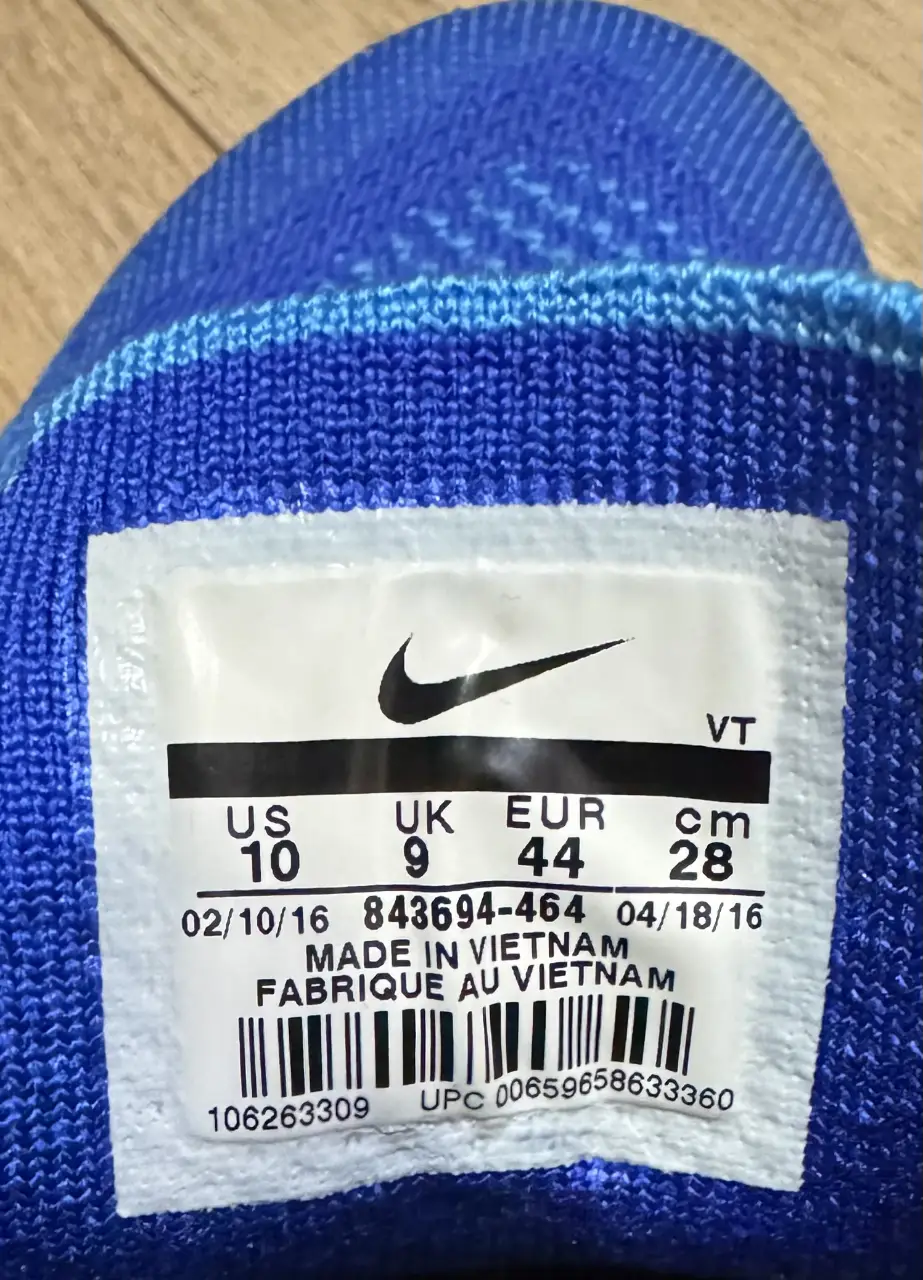 VT
US UK EUR cm
10 9 44 28
02/10/16 843694-464 04/18/16
MADE IN VIETNAM
FABRIQUE AU VIETNAM
106263309 UPC 00659658633360